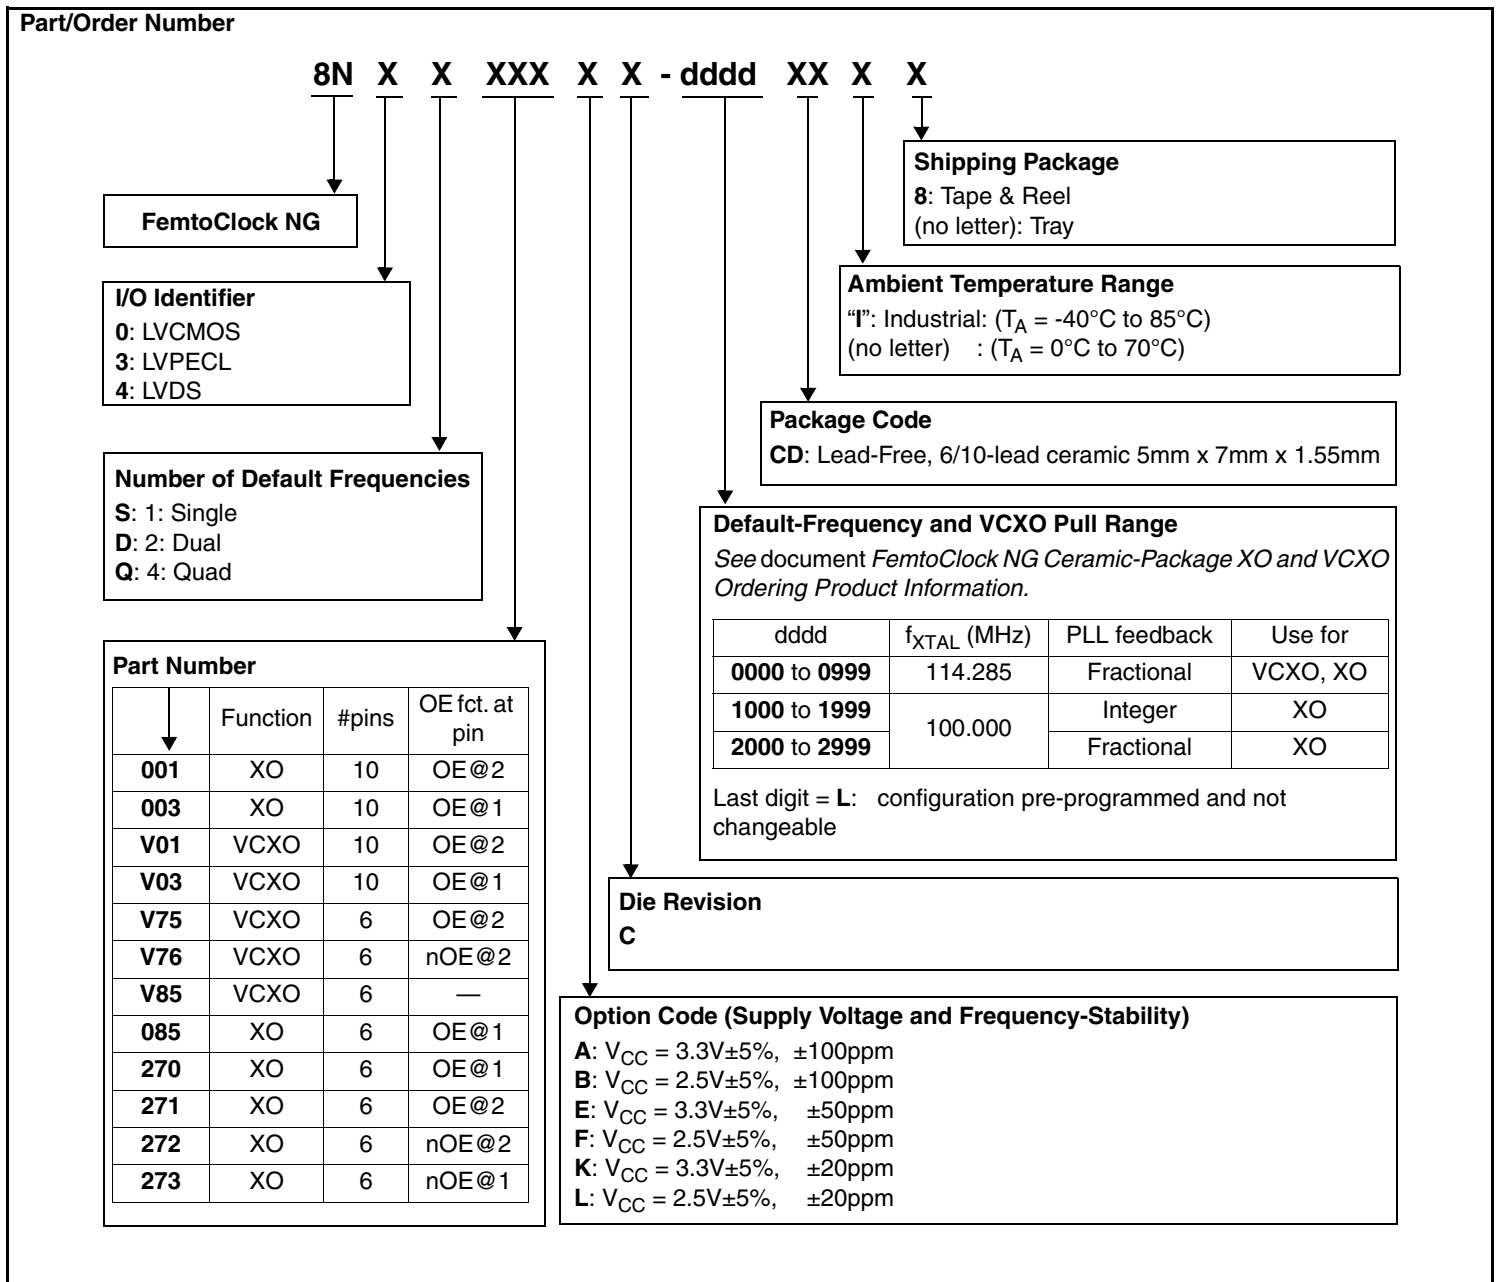 Part/Order Number
8N X X XXX X X - dddd XX X X
Shipping Package
8: Tape & Reel
(no letter): Tray
FemtoClock NG
Ambient Temperature Range
“I”: Industrial: (TA = -40°C to 85°C)
(no letter) : (TA = 0°C to 70°C)
I/O Identifier
0: LVCMOS
3: LVPECL
4: LVDS
Package Code
CD: Lead-Free, 6/10-lead ceramic 5mm x 7mm x 1.55mm
Number of Default Frequencies
S: 1: Single
D: 2: Dual
Q: 4: Quad
Default-Frequency and VCXO Pull Range
See document FemtoClock NG Ceramic-Package XO and VCXO
Ordering Product Information.
dddd fXTAL (MHz) PLL feedback Use for
0000 to 0999 114.285 Fractional VCXO, XO
1000 to 1999 100.000 Integer XO
2000 to 2999 Fractional XO
Last digit = L: configuration pre-programmed and not
changeable
Part Number
Function #pins OE fct. at
pin
001 XO 10 OE@2
003 XO 10 OE@1
V01 VCXO 10 OE@2
V03 VCXO 10 OE@1
V75 VCXO 6 OE@2
V76 VCXO 6 nOE@2
V85 VCXO 6 —
085 XO 6 OE@1
270 XO 6 OE@1
271 XO 6 OE@2
272 XO 6 nOE@2
273 XO 6 nOE@1
Die Revision
C
Option Code (Supply Voltage and Frequency-Stability)
A: VCC = 3.3V±5%, ±100ppm
B: VCC = 2.5V±5%, ±100ppm
E: VCC = 3.3V±5%, ±50ppm
F: VCC = 2.5V±5%, ±50ppm
K: VCC = 3.3V±5%, ±20ppm
L: VCC = 2.5V±5%, ±20ppm